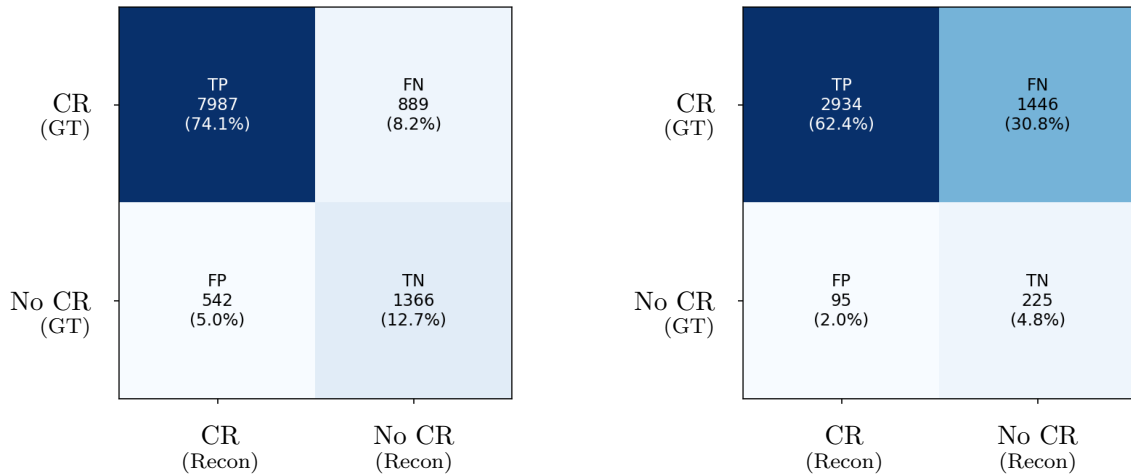 TP
7987
(74.1%)
FN
889
(8.2%)
CR
(GT)
FP
542
(5.0%)
TN
1366
(12.7%)
No CR
(GT)
CR
(Recon)
No CR
(Recon)
TP
2934
(62.4%)
FN
1446
(30.8%)
CR
(GT)
FP
95
(2.0%)
TN
225
(4.8%)
No CR
(GT)
CR
(Recon)
No CR
(Recon)